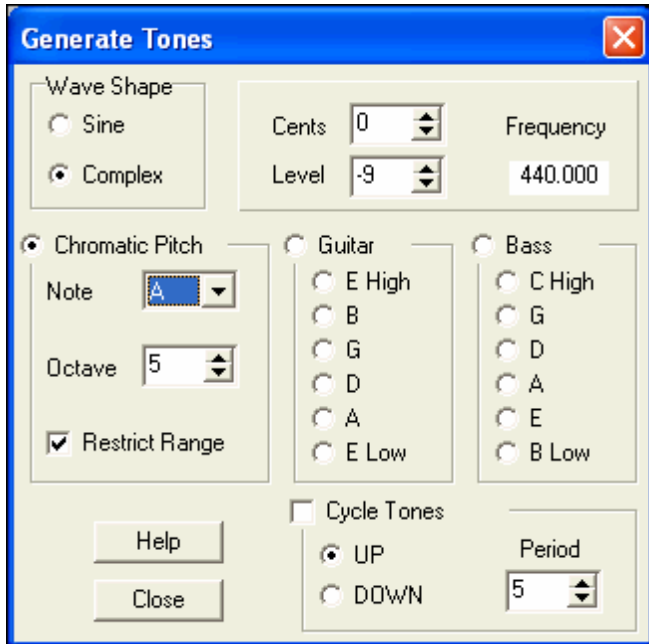 Generate Tones
Wave Shape
Sine
Complex
Cents 0
Level -9
Frequency
440.000
Chromatic Pitch
Note A
Octave 5
Restrict Range
Guitar
E High
B
G
D
A
E Low
Bass
C High
G
D
A
E
B Low
Help
Close
Cycle Tones
UP
DOWN
Period
5